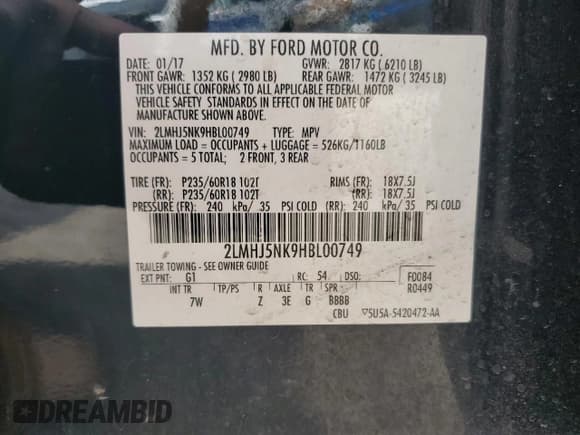 MFD. BY FORD MOTOR CO.
DATE: 01/17 GVWR: 2817 KG ( 6210 LB)
FRONT GAWR: 1352 KG ( 2980 LB) REAR GAWR: 1472 KG ( 3245 LB)
THIS VEHICLE CONFORMS TO ALL APPLICABLE FEDERAL MOTOR
VEHICLE SAFETY STANDARDS IN EFFECT ON THE DATE OF
MANUFACTURE SHOWN ABOVE.
VIN: 2LMHJ5NK9HBL00749 TYPE: MPV
MAXIMUM LOAD = OCCUPANTS + LUGGAGE = 526KG/1160LB
OCCUPANTS = 5 TOTAL; 2 FRONT, 3 REAR
TIRE (FR): P235/60R18 102T RIMS (FR): 18X7.5J
(RR): P235/60R18 102T (RR): 18X7.5J
PRESSURE (FR): 240 kPa/ 35 PSI COLD (RR): 240 kPa/ 35 PSI COLD
2LMHJ5NK9HBL00749
TRAILER TOWING - SEE OWNER GUIDE
EXT PNT: G1 RC: 54 DSO: F0084
INT TR TP/PS R AXLE TR SPR R0449
7W Z 3E G BBBB
CBU 5U5A-5420472-AA
DREAMBID